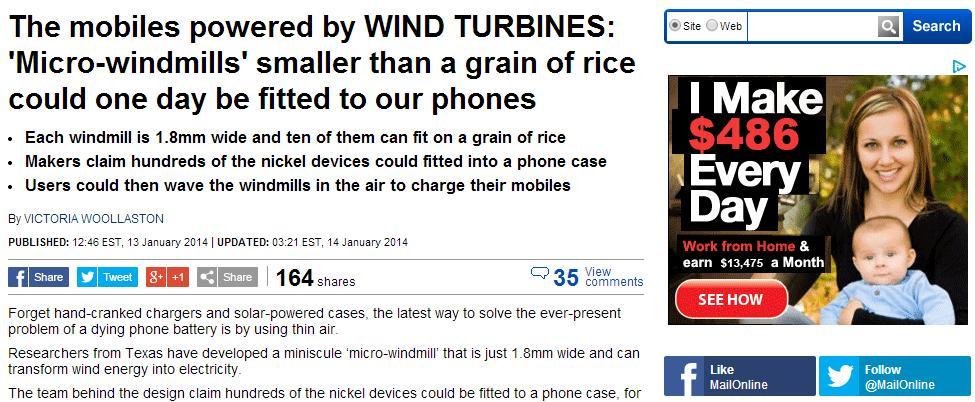 The mobiles powered by WIND TURBINES:
'Micro-windmills' smaller than a grain of rice
could one day be fitted to our phones
Each windmill is 1.8mm wide and ten of them can fit on a grain of rice
Makers claim hundreds of the nickel devices could fitted into a phone case
Users could then wave the windmills in the air to charge their mobiles
By VICTORIA WOOLLASTON
PUBLISHED: 12:46 EST, 13 January 2014 | UPDATED: 03:21 EST, 14 January 2014
f Share Tweet g+ +1 Share 164 shares 35 View
comments
Forget hand-cranked chargers and solar-powered cases, the latest way to solve the ever-present
problem of a dying phone battery is by using thin air.
Researchers from Texas have developed a miniscule ‘micro-windmill’ that is just 1.8mm wide and can
transform wind energy into electricity.
The team behind the design claim hundreds of the nickel devices could be fitted to a phone case, for
Site Web Search
I Make
$486
Every
Day
Work from Home &
earn $13,475 a Month
SEE HOW
f Like
MailOnline
Follow
@MailOnline